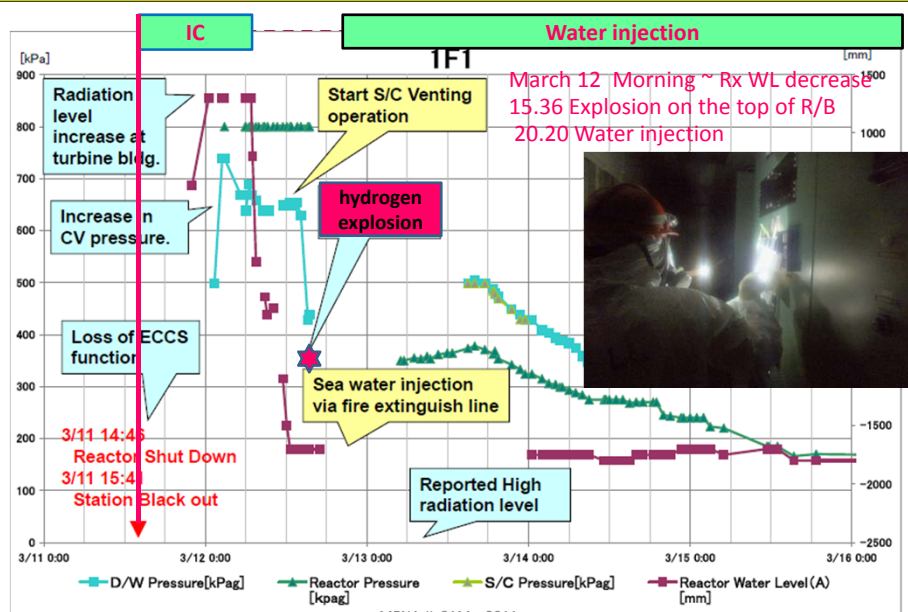 IC
Water injection
1F1
[kPa]
[mm]
900
800
700
600
500
400
300
200
100
0
1500
1000
−1500
−2000
−2500
March 12 Morning ~ Rx WL decrease
15.36 Explosion on the top of R/B
20.20 Water injection
Radiation
level
increase at
turbine bldg.
Start S/C Venting
operation
hydrogen
explosion
Increase in
CV pressure.
Loss of ECCS
function
Sea water injection
via fire extinguish line
3/11 14:46
Reactor Shut Down
3/11 15:41
Station Black out
Reported High
radiation level
3/11 0:00
3/12 0:00
3/13 0:00
3/14 0:00
3/15 0:00
3/16 0:00
D/W Pressure[kPag]
Reactor Pressure
[kpag]
S/C Pressure[kPag]
Reactor Water Level(A)
[mm]